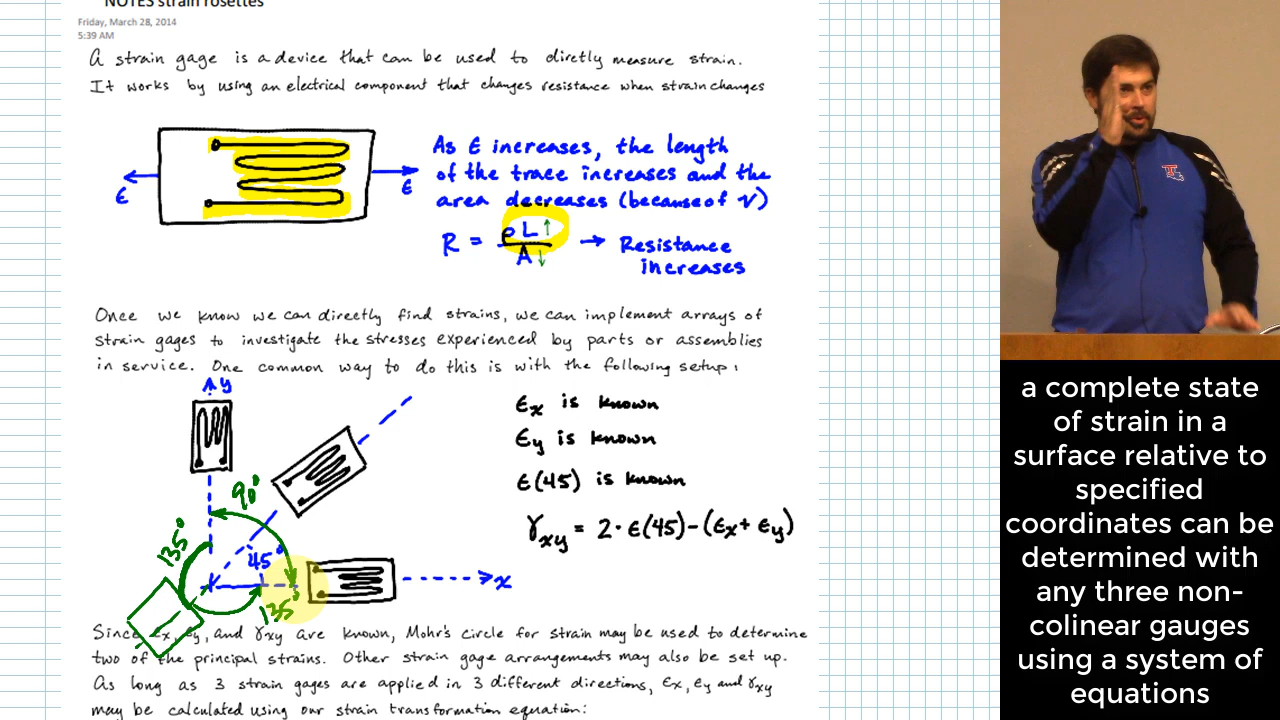 NOTES strain rosettes
Friday, March 28, 2014
5:39 AM
A strain gage is a device that can be used to dirctly measure strain.
It works by using an electrical component that changes resistance when strain changes
ϵ
ϵ
As ϵ increases, the length
of the trace increases and the
area decreases (because of ν)
R = ρL↑ / A↓ → Resistance
increases
Once we know we can directly find strains, we can implement arrays of
strain gages to investigate the stresses experienced by parts or assemblies
in service. One common way to do this is with the following setup:
y
ϵx is known
ϵy is known
ϵ(45) is known
γxy = 2·ϵ(45)-(ϵx+ϵy)
90°
135°
45°
135°
x
Since ϵx, ϵy, and γxy are known, Mohr's circle for strain may be used to determine
two of the principal strains. Other strain gage arrangements may also be set up.
As long as 3 strain gages are applied in 3 different directions, ϵx, ϵy and γxy
may be calculated using our strain transformation equation:
a complete state
of strain in a
surface relative to
specified
coordinates can be
determined with
any three non-
colinear gauges
using a system of
equations